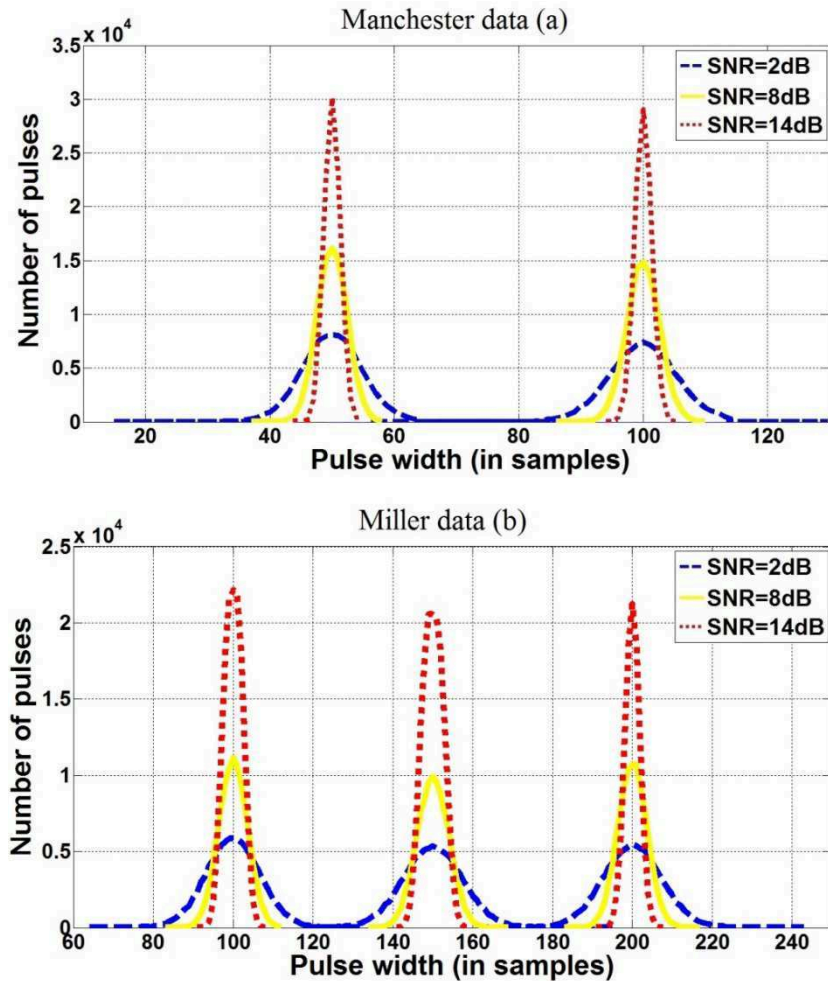 Manchester data (a)
x 10^4
3.5
3
2.5
2
1.5
1
0.5
0
Number of pulses
SNR=2dB
SNR=8dB
SNR=14dB
20 40 60 80 100 120
Pulse width (in samples)
Miller data (b)
x 10^4
2.5
2
1.5
1
0.5
0
Number of pulses
SNR=2dB
SNR=8dB
SNR=14dB
60 80 100 120 140 160 180 200 220 240
Pulse width (in samples)